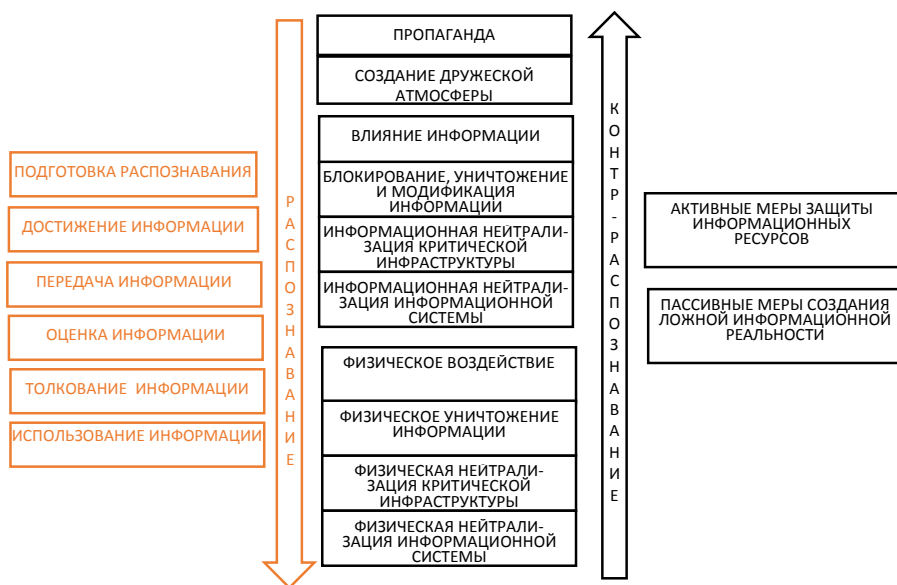 ПРОПАГАНДА
СОЗДАНИЕ ДРУЖЕСКОЙ
АТМОСФЕРЫ
ВЛИЯНИЕ ИНФОРМАЦИИ
БЛОКИРОВАНИЕ, УНИЧТОЖЕНИЕ
И МОДИФИКАЦИЯ
ИНФОРМАЦИИ
ИНФОРМАЦИОННАЯ НЕЙТРАЛИ-
ЗАЦИЯ КРИТИЧЕСКОЙ
ИНФРАСТРУКТУРЫ
ИНФОРМАЦИОННАЯ НЕЙТРАЛИ-
ЗАЦИЯ ИНФОРМАЦИОННОЙ
СИСТЕМЫ
ФИЗИЧЕСКОЕ ВОЗДЕЙСТВИЕ
ФИЗИЧЕСКОЕ УНИЧТОЖЕНИЕ
ИНФОРМАЦИИ
ФИЗИЧЕСКАЯ НЕЙТРАЛИ-
ЗАЦИЯ КРИТИЧЕСКОЙ
ИНФРАСТРУКТУРЫ
ФИЗИЧЕСКАЯ НЕЙТРАЛИ-
ЗАЦИЯ ИНФОРМАЦИОННОЙ
СИСТЕМЫ
ПОДГОТОВКА РАСПОЗНАВАНИЯ
ДОСТИЖЕНИЕ ИНФОРМАЦИИ
ПЕРЕДАЧА ИНФОРМАЦИИ
ОЦЕНКА ИНФОРМАЦИИ
ТОЛКОВАНИЕ ИНФОРМАЦИИ
ИСПОЛЬЗОВАНИЕ ИНФОРМАЦИИ
РАСПОЗНАВАНИЕ
КОНТР-РАСПОЗНАВАНИЕ
АКТИВНЫЕ МЕРЫ ЗАЩИТЫ
ИНФОРМАЦИОННЫХ
РЕСУРСОВ
ПАССИВНЫЕ МЕРЫ СОЗДАНИЯ
ЛОЖНОЙ ИНФОРМАЦИОННОЙ
РЕАЛЬНОСТИ